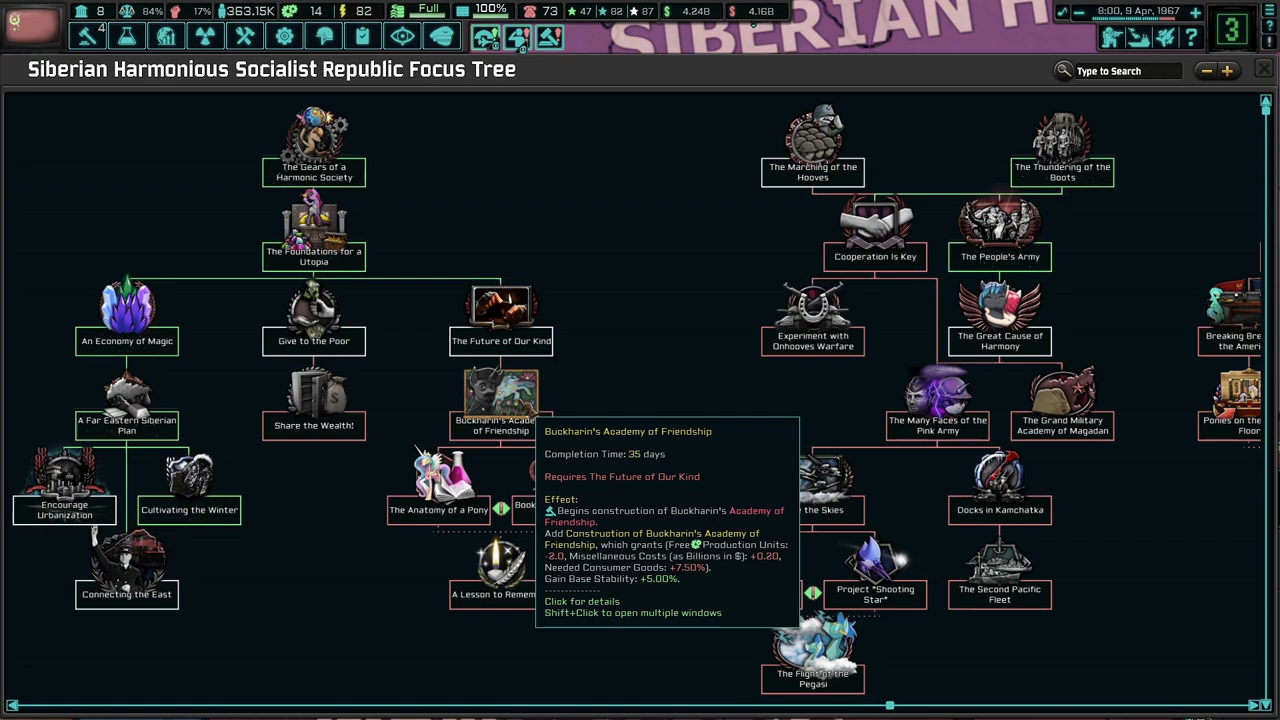 8 84% 17% 363.15K 14 82 Full 100% 73 47 82 87 $ 4.24B $ 4.16B 8:00, 9 Apr, 1967
3
SIBERIAN H
Siberian Harmonious Socialist Republic Focus Tree
Type to Search
4
The Gears of a
Harmonic Society
The Marching of the
Hooves
The Thundering of the
Boots
The Foundations for a
Utopia
Cooperation Is Key
The People's Army
An Economy of Magic
Give to the Poor
The Future of Our Kind
Experiment with
Onhooves Warfare
The Great Cause of
Harmony
Breaking Bre
the Ameri
A Far Eastern Siberian
Plan
Share the Wealth!
Buckharin's Acade
of Friendship
The Many Faces of the
Pink Army
The Grand Military
Academy of Magadan
Ponies on the
Floor
Encourage
Urbanization
Cultivating the Winter
The Anatomy of a Pony
Book
e the Skies
Docks in Kamchatka
Connecting the East
A Lesson to Remem
Project "Shooting
Star"
The Second Pacific
Fleet
The Flight of the
Pegasi
Buckharin's Academy of Friendship
Completion Time: 35 days
Requires The Future of Our Kind
Effect:
Begins construction of Buckharin's Academy of
Friendship.
Add Construction of Buckharin's Academy of
Friendship, which grants (Free Production Units:
-2.0, Miscellaneous Costs (as Billions in $): +0.20,
Needed Consumer Goods: +7.50%).
Gain Base Stability: +5.00%.
--------------
Click for details
Shift+Click to open multiple windows